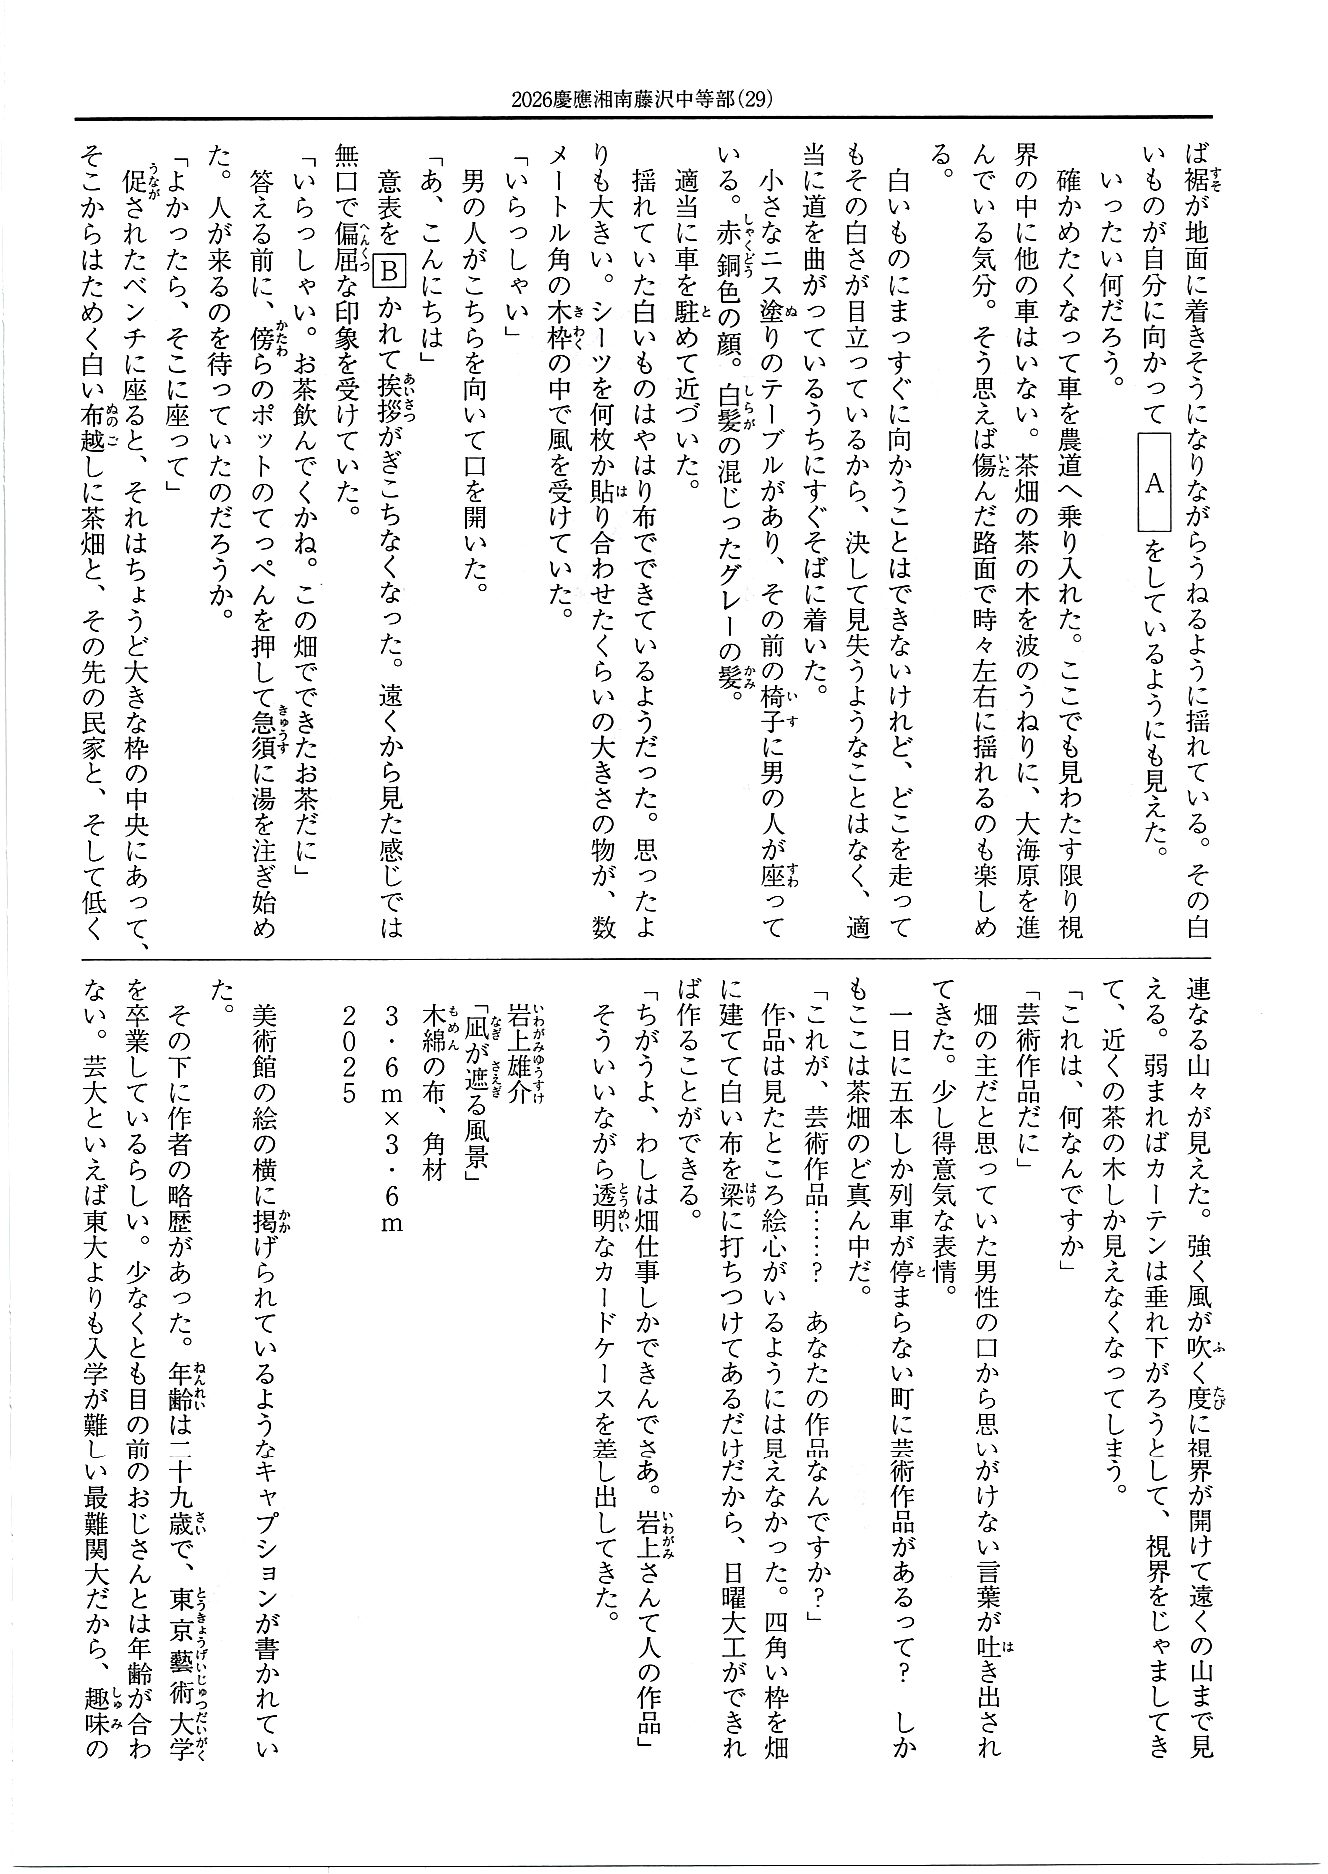 2026慶應湘南藤沢中等部(29)
ば裾が地面に着きそうになりながらうねるように揺れている。その白
いものが自分に向かって A をしているようにも見えた。
いったい何だろう。
確かめたくなって車を農道へ乗り入れた。ここでも見わたす限り視
界の中に他の車はいない。茶畑の茶の木を波のうねりに、大海原を進
んでいる気分。そう思えば傷んだ路面で時々左右に揺れるのも楽しめ
る。
白いものにまっすぐに向かうことはできないけれど、どこを走って
もその白さが目立っているから、決して見失うようなことはなく、適
当に道を曲がっているうちにすぐそばに着いた。
小さなニス塗りのテーブルがあり、その前の椅子に男の人が座って
いる。赤銅色の顔。白髪の混じったグレーの髪。
適当に車を駐めて近づいた。
揺れていた白いものはやはり布でできているようだった。思ったよ
りも大きい。シーツを何枚か貼り合わせたくらいの大きさの物が、数
メートル角の木枠の中で風を受けていた。
「いらっしゃい」
男の人がこちらを向いて口を開いた。
「あ、こんにちは」
意表を B かれて挨拶がぎこちなくなった。遠くから見た感じでは
無口で偏屈な印象を受けていた。
「いらっしゃい。お茶飲んでくかね。この畑でできたお茶だに」
答える前に、傍らのポットのてっぺんを押して急須に湯を注ぎ始め
た。人が来るのを待っていたのだろうか。
「よかったら、そこに座って」
促されたベンチに座ると、それはちょうど大きな枠の中央にあって、
そこからはためく白い布越しに茶畑と、その先の民家と、そして低く
連なる山々が見えた。強く風が吹く度に視界が開けて遠くの山まで見
える。弱まればカーテンは垂れ下がろうとして、視界をじゃましてき
て、近くの茶の木しか見えなくなってしまう。
「これは、何なんですか」
「芸術作品だに」
畑の主だと思っていた男性の口から思いがけない言葉が吐き出され
てきた。少し得意気な表情。
一日に五本しか列車が停まらない町に芸術作品があるって？　しか
もここは茶畑のど真ん中だ。
「これが、芸術作品……？　あなたの作品なんですか？」
作品は見たところ絵心がいるようには見えなかった。四角い枠を畑
に建てて白い布を梁に打ちつけてあるだけだから、日曜大工ができれ
ば作ることができる。
「ちがうよ、わしは畑仕事しかできんでさあ。岩上さんて人の作品」
そういいながら透明なカードケースを差し出してきた。
岩上雄介
「凪が遮る風景」
木綿の布、角材
3・6m×3・6m
2025
美術館の絵の横に掲げられているようなキャプションが書かれてい
た。
その下に作者の略歴があった。年齢は二十九歳で、東京藝術大学
を卒業しているらしい。少なくとも目の前のおじさんとは年齢が合わ
ない。芸大といえば東大よりも入学が難しい最難関大だから、趣味の